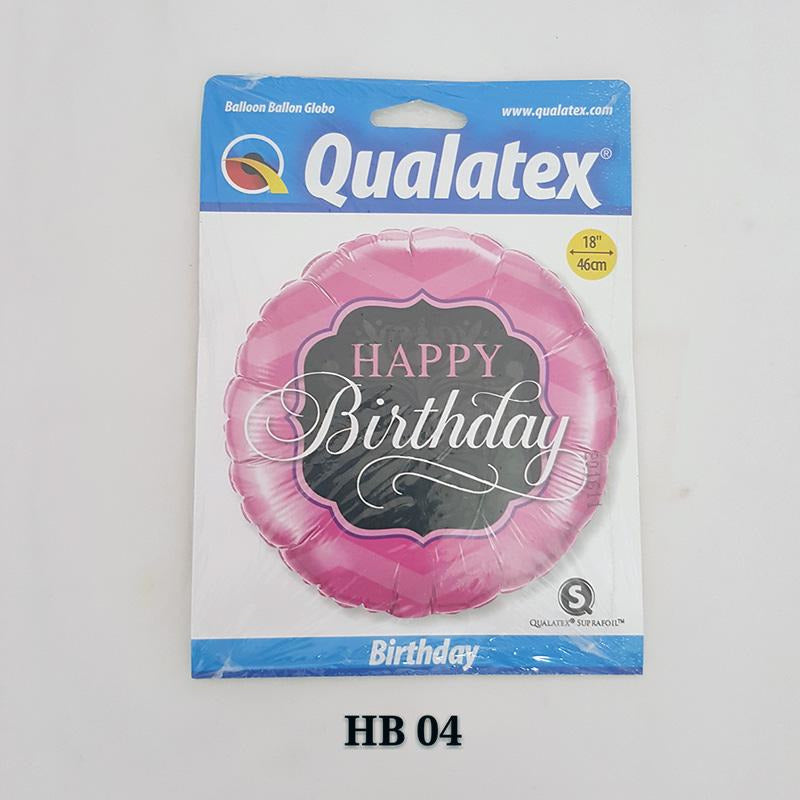 Balloon Ballon Globo
www.qualatex.com
Qualatex®
18"
46cm
HAPPY
Birthday
S
QUALATEX® SUPRAFOIL™
Birthday
HB 04